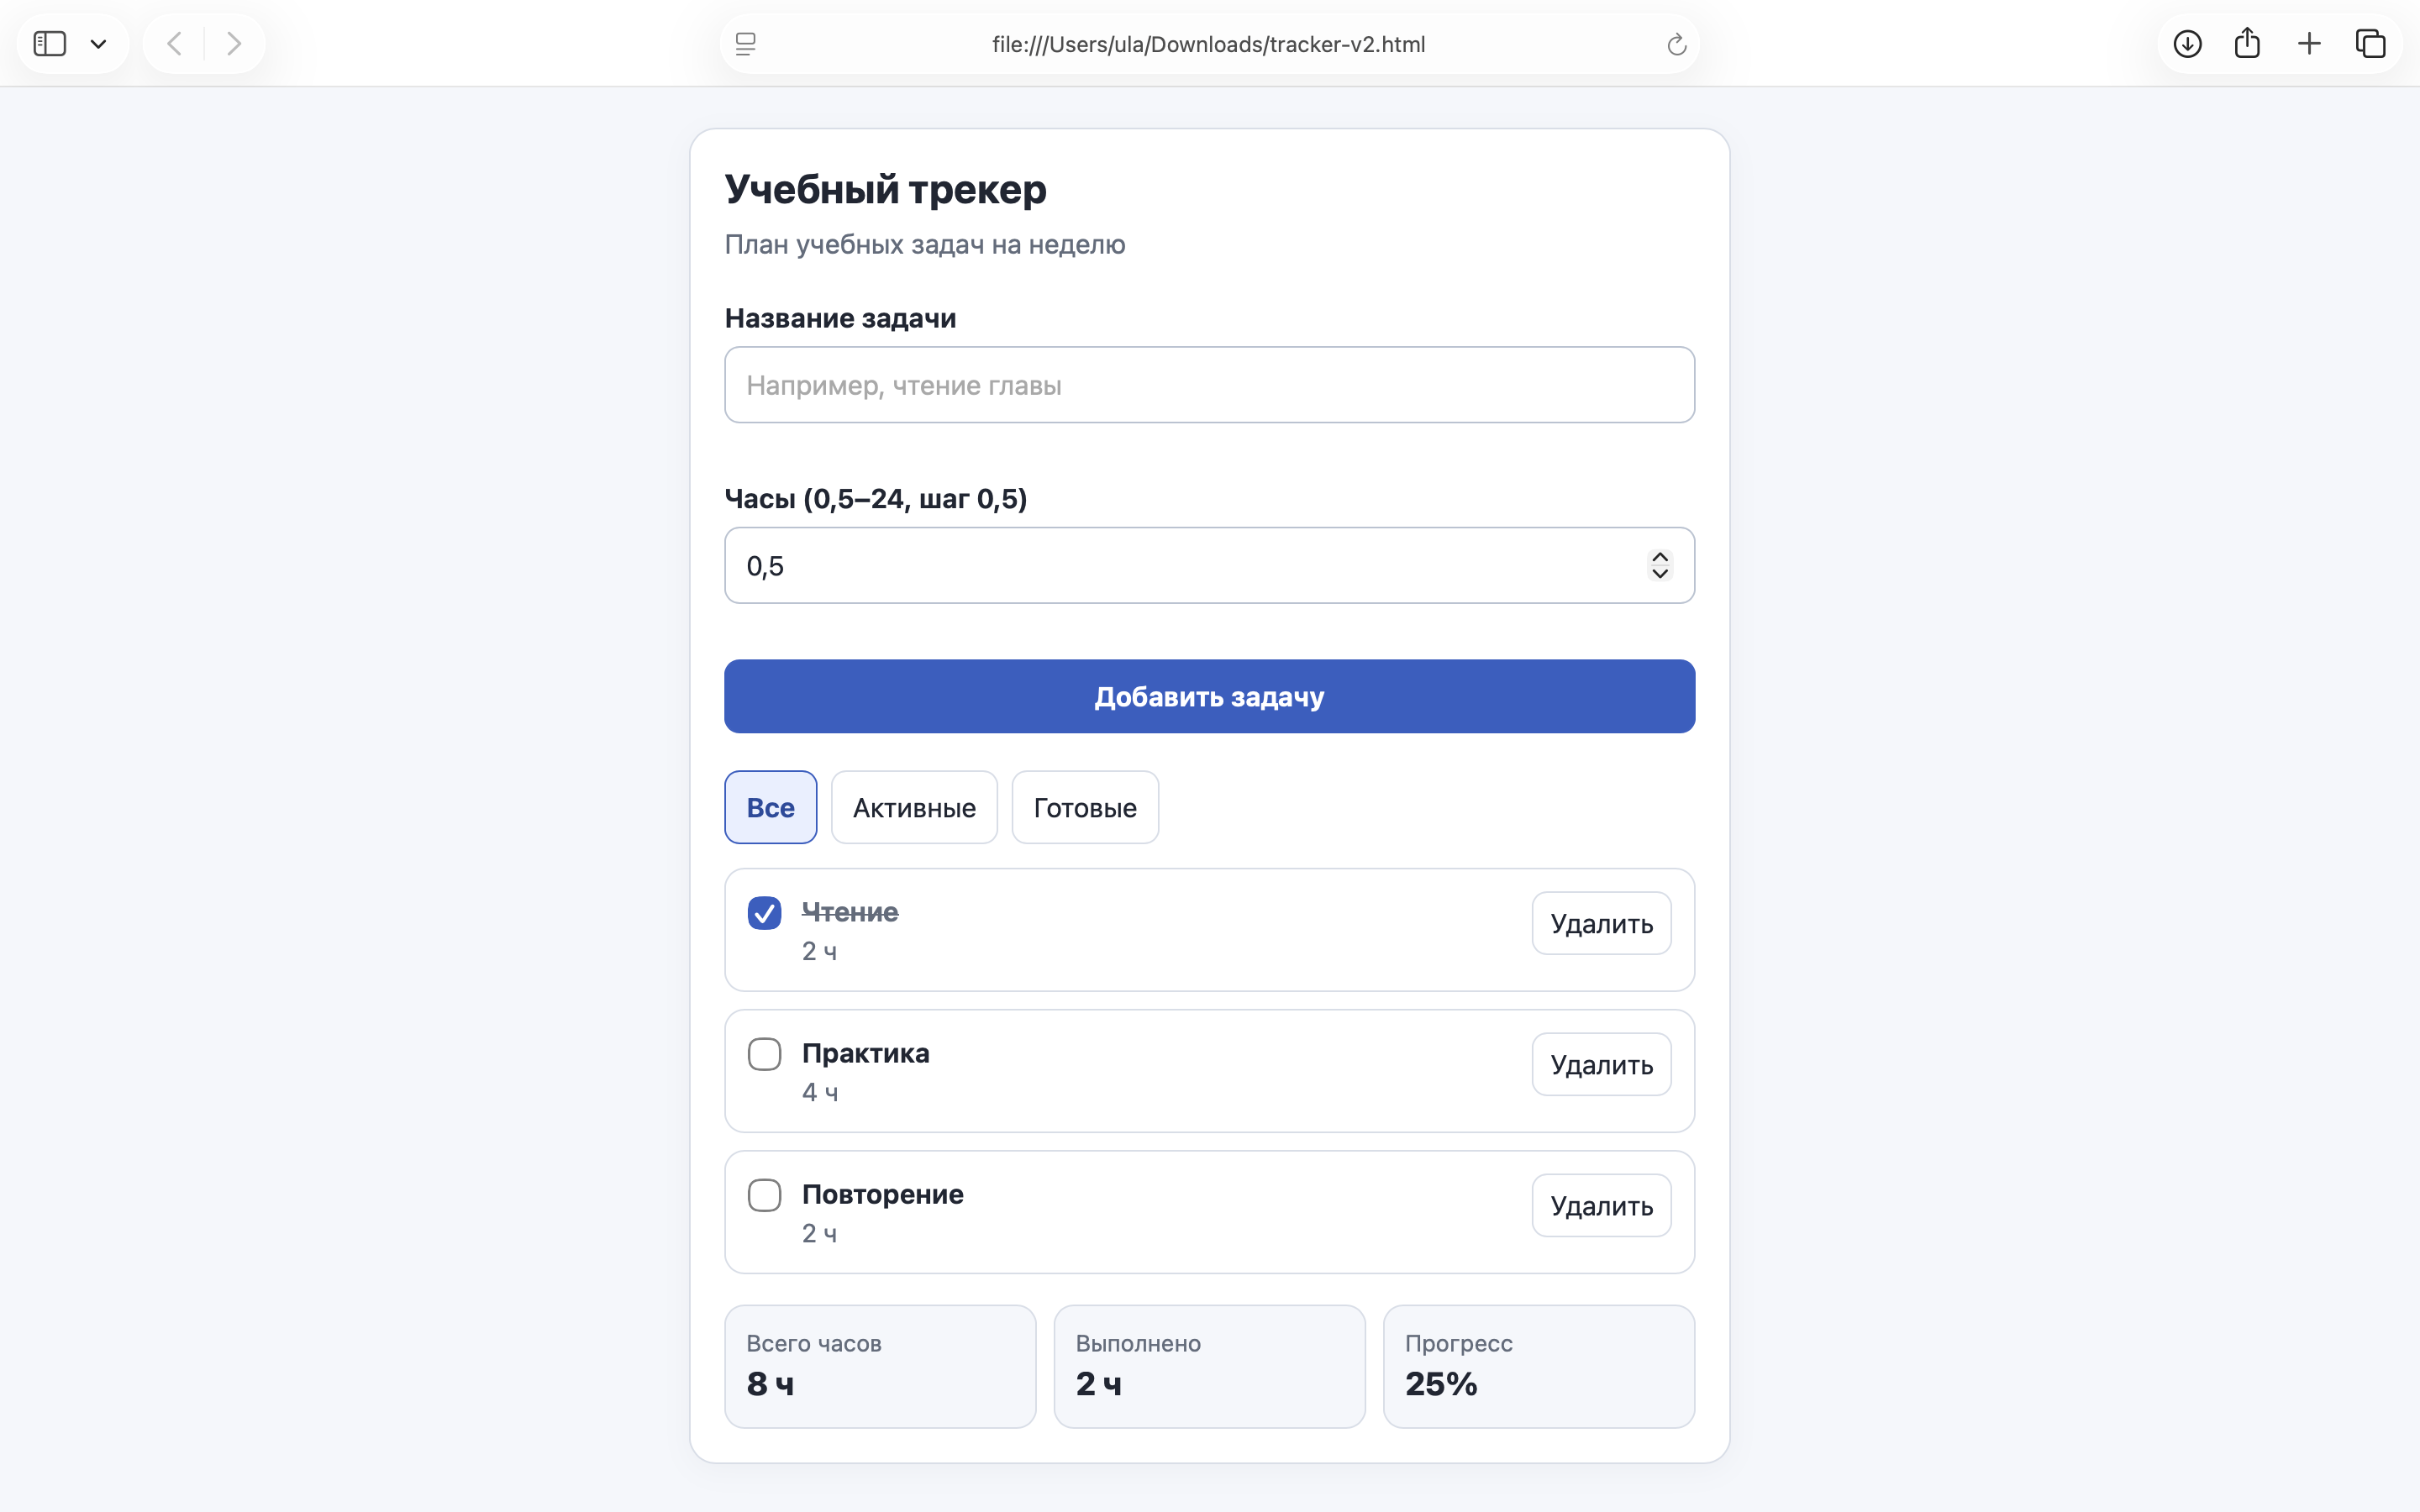 file:///Users/ula/Downloads/tracker-v2.html
Учебный трекер
План учебных задач на неделю
Название задачи
Например, чтение главы
Часы (0,5–24, шаг 0,5)
0,5
Добавить задачу
Все Активные Готовые
Чтение Удалить
2 ч
Практика Удалить
4 ч
Повторение Удалить
2 ч
Всего часов
8 ч
Выполнено
2 ч
Прогресс
25%